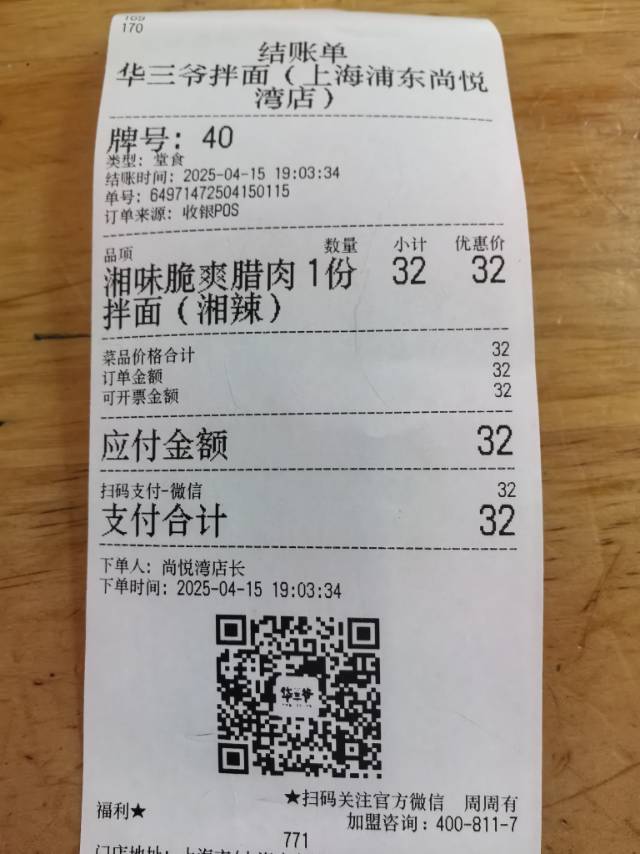 170
结账单
华三爷拌面（上海浦东尚悦
湾店）
牌号：40
类型：堂食
结账时间：2025-04-15 19:03:34
单号：64971472504150115
订单来源：收银POS
品项 数量 小计 优惠价
湘味脆爽腊肉 1份 32 32
拌面（湘辣）
菜品价格合计 32
订单金额 32
可开票金额 32
应付金额 32
扫码支付-微信 32
支付合计 32
下单人：尚悦湾店长
下单时间：2025-04-15 19:03:34
华三爷
★扫码关注官方微信 周周有
福利★ 加盟咨询：400-811-7
771